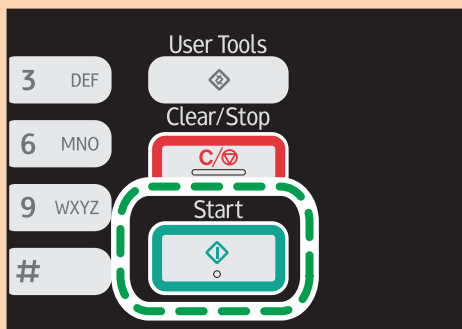 User Tools
3 DEF
Clear/Stop
6 MNO
C/
9 WXYZ
Start
#